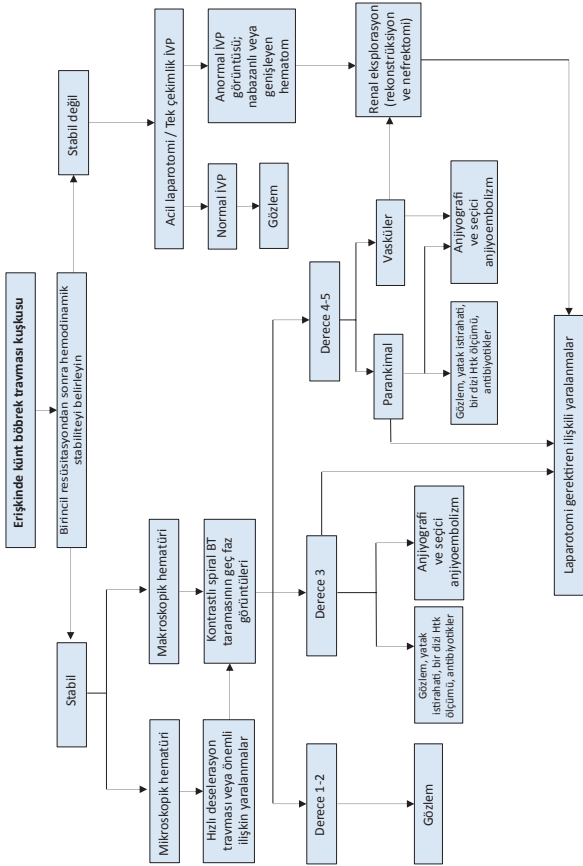 Erişkinde künt böbrek travması kuşkusu
Birincil resüsitasyondan sonra hemodinamik
stabiliteyi belirleyin
Stabil
Stabil değil
Mikroskopik hematüri
Makroskopik hematüri
Acil laparotomi / Tek çekimlik İVP
Hızlı deselerasyon
travması veya önemli
ilişkin yaralanmalar
Kontrastlı spiral BT
taramasının geç faz
görüntüleri
Normal İVP
Anormal İVP
görüntüsü;
nabazanlı veya
genişleyen
hematom
Gözlem
Derece 1-2
Derece 3
Derece 4-5
Parankimal
Vasküler
Renal eksplorasyon
(rekonstrüksiyon
ve nefrektomi)
Gözlem
Gözlem, yatak
istirahati, bir dizi Htk
ölçümü, antibiyotikler
Anjiyografi
ve seçici
anjiyoembolizm
Gözlem, yatak istirahati,
bir dizi Htk ölçümü,
antibiyotikler
Anjiyografi
ve seçici
anjiyoembolizm
Laparotomi gerektiren ilişkili yaralanmalar